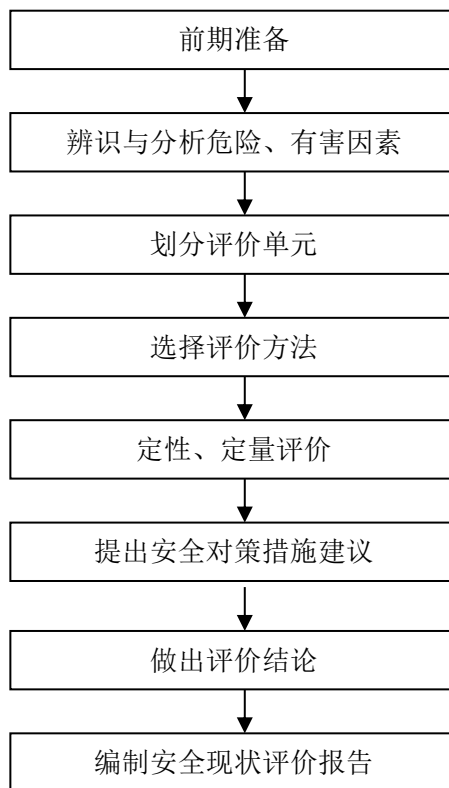 前期准备
辨识与分析危险、有害因素
划分评价单元
选择评价方法
定性、定量评价
提出安全对策措施建议
做出评价结论
编制安全现状评价报告